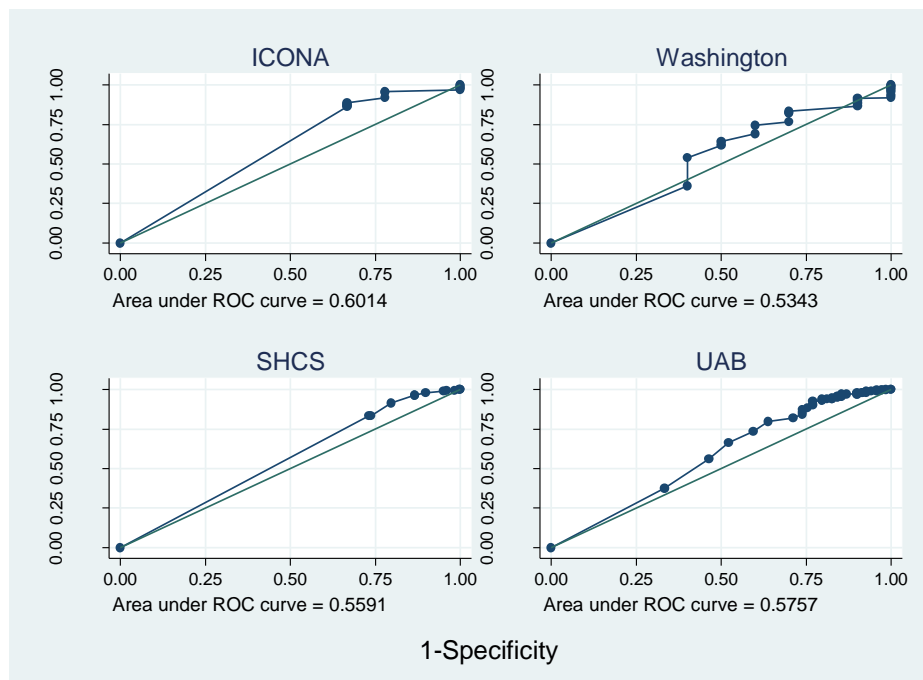 ICONA
0.00 0.25 0.50 0.75 1.00
0.00 0.25 0.50 0.75 1.00
Area under ROC curve = 0.6014
Washington
0.00 0.25 0.50 0.75 1.00
0.00 0.25 0.50 0.75 1.00
Area under ROC curve = 0.5343
SHCS
0.00 0.25 0.50 0.75 1.00
0.00 0.25 0.50 0.75 1.00
Area under ROC curve = 0.5591
UAB
0.00 0.25 0.50 0.75 1.00
0.00 0.25 0.50 0.75 1.00
Area under ROC curve = 0.5757
1-Specificity